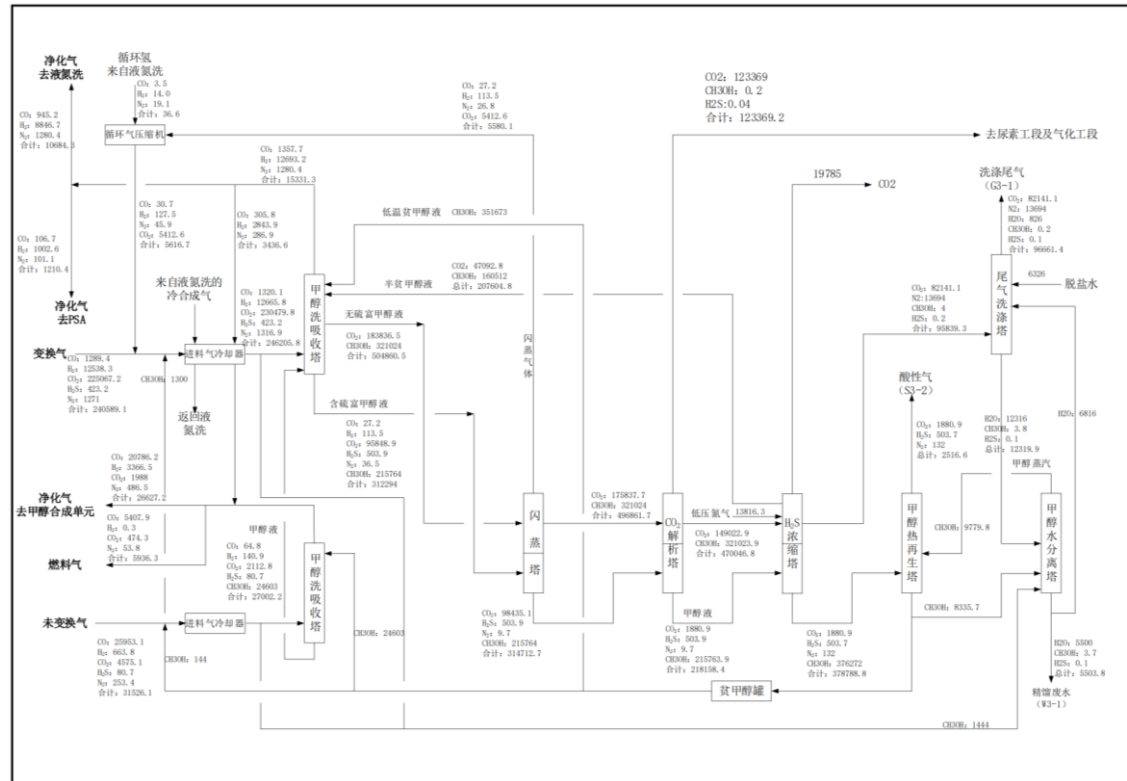 净化气
去液氮洗
循环氢
来自液氮洗
CO: 3.5
H₂: 14.0
N₂: 19.1
合计: 36.6
CO: 945.2
H₂: 8846.7
N₂: 1280.4
合计: 10684.3
循环气压缩机
CO: 27.2
H₂: 113.5
N₂: 26.8
CO₂: 5412.6
合计: 5580.1
CO2: 123369
CH3OH: 0.2
H2S:0.04
合计: 123369.2
去尿素工段及气化工段
CO: 1357.7
H₂: 12693.2
N₂: 1280.4
合计: 15331.3
19785
CO2
洗涤尾气
(G3-1)
CO₂: 82141.1
N2: 13694
H2O: 826
CH3OH: 0.2
H2S: 0.1
合计: 96661.4
CO: 30.7
H₂: 127.5
N₂: 45.9
CO₂: 5412.6
合计: 5616.7
CO: 305.8
H₂: 2843.9
N₂: 286.9
合计: 3436.6
低温贫甲醇液
CH3OH: 351673
CO: 106.7
H₂: 1002.6
N₂: 101.1
合计: 1210.4
净化气
去PSA
来自液氮洗的
冷合成气
CO: 1320.1
H₂: 12665.8
CO₂: 230479.8
H₂S: 423.2
N₂: 1316.9
合计: 246205.8
甲醇洗吸收塔
半贫甲醇液
CO2: 47092.8
CH3OH: 160512
总计: 207604.8
无硫富甲醇液
CO₂: 183836.5
CH3OH: 321024
合计: 504860.5
闪蒸气体
CO₂: 82141.1
N2:13694
CH3OH: 4
H2S: 0.2
合计: 95839.3
尾气洗涤塔
6326
脱盐水
变换气
CO: 1289.4
H₂: 12538.3
CO₂: 225067.2
H₂S: 423.2
N₂: 1271
合计: 240589.1
进料气冷却器
CH3OH: 1300
返回液
氮洗
含硫富甲醇液
CO: 27.2
H₂: 113.5
CO₂: 95848.9
H₂S: 503.9
N₂: 36.5
CH3OH: 215764
合计: 312294
酸性气
(S3-2)
CO₂: 1880.9
H₂S: 503.7
N₂: 132
总计: 2516.6
H2O: 12316
CH3OH: 3.8
H2S: 0.1
总计: 12319.9
H2O: 6816
甲醇蒸汽
CH3OH: 9779.8
CO: 20786.2
H₂: 3366.5
CO₂: 1988
N₂: 486.5
合计: 26627.2
净化气
去甲醇合成单元
CO: 5407.9
H₂: 0.3
CO₂: 474.3
N₂: 53.8
合计: 5936.3
燃料气
甲醇液
CO: 64.8
H₂: 140.9
CO₂: 2112.8
H₂S: 80.7
CH3OH: 24603
合计: 27002.2
甲醇洗吸收塔
闪蒸塔
CO₂: 175837.7
CH3OH: 321024
合计: 496861.7
CO₂解析塔
低压氮气
13816.3
CO₂: 149022.9
CH3OH: 321023.9
合计: 470046.8
H₂S浓缩塔
甲醇热再生塔
甲醇水分离塔
未变换气
CO: 25953.1
H₂: 663.8
CO₂: 4575.1
H₂S: 80.7
N₂: 253.4
合计: 31526.1
进料气冷却器
CH3OH: 144
CH3OH: 24603
CO₂: 98435.1
H₂S: 503.9
N₂: 9.7
CH3OH: 215764
合计: 314712.7
甲醇液
CO₂: 1880.9
H₂S: 503.9
N₂: 9.7
CH3OH: 215763.9
合计: 218158.4
CO₂: 1880.9
H₂S: 503.7
N₂: 132
CH3OH: 376272
合计: 378788.8
CH3OH: 8335.7
H2O: 5500
CH3OH: 3.7
H2S: 0.1
总计: 5503.8
贫甲醇罐
精馏废水
(W3-1)
CH3OH: 1444